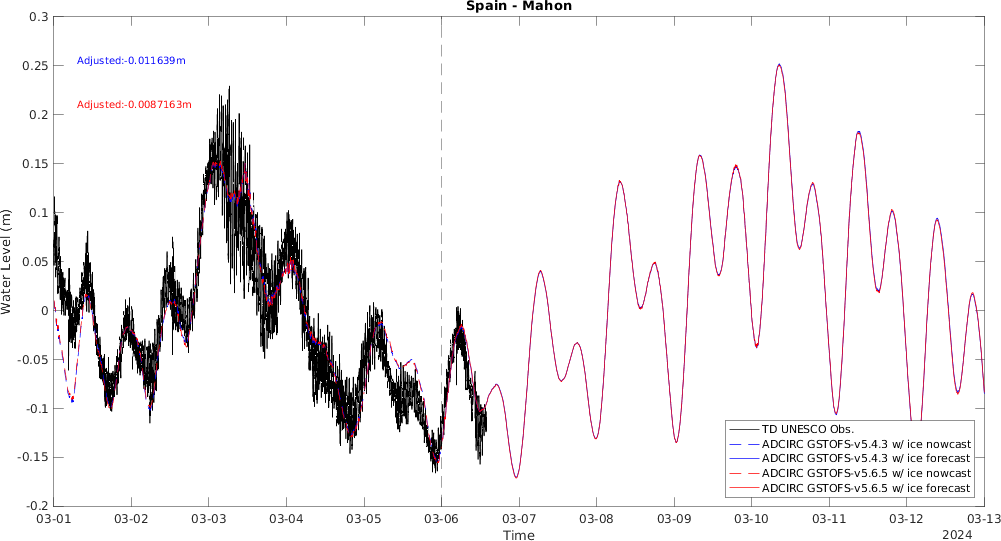 Spain - Mahon
0.3
0.25
0.2
0.15
0.1
0.05
0
-0.05
-0.1
-0.15
-0.2
Water Level (m)
Adjusted:-0.011639m
Adjusted:-0.0087163m
TD UNESCO Obs.
ADCIRC GSTOFS-v5.4.3 w/ ice nowcast
ADCIRC GSTOFS-v5.4.3 w/ ice forecast
ADCIRC GSTOFS-v5.6.5 w/ ice nowcast
ADCIRC GSTOFS-v5.6.5 w/ ice forecast
03-01 03-02 03-03 03-04 03-05 03-06 03-07 03-08 03-09 03-10 03-11 03-12 03-13
Time
2024